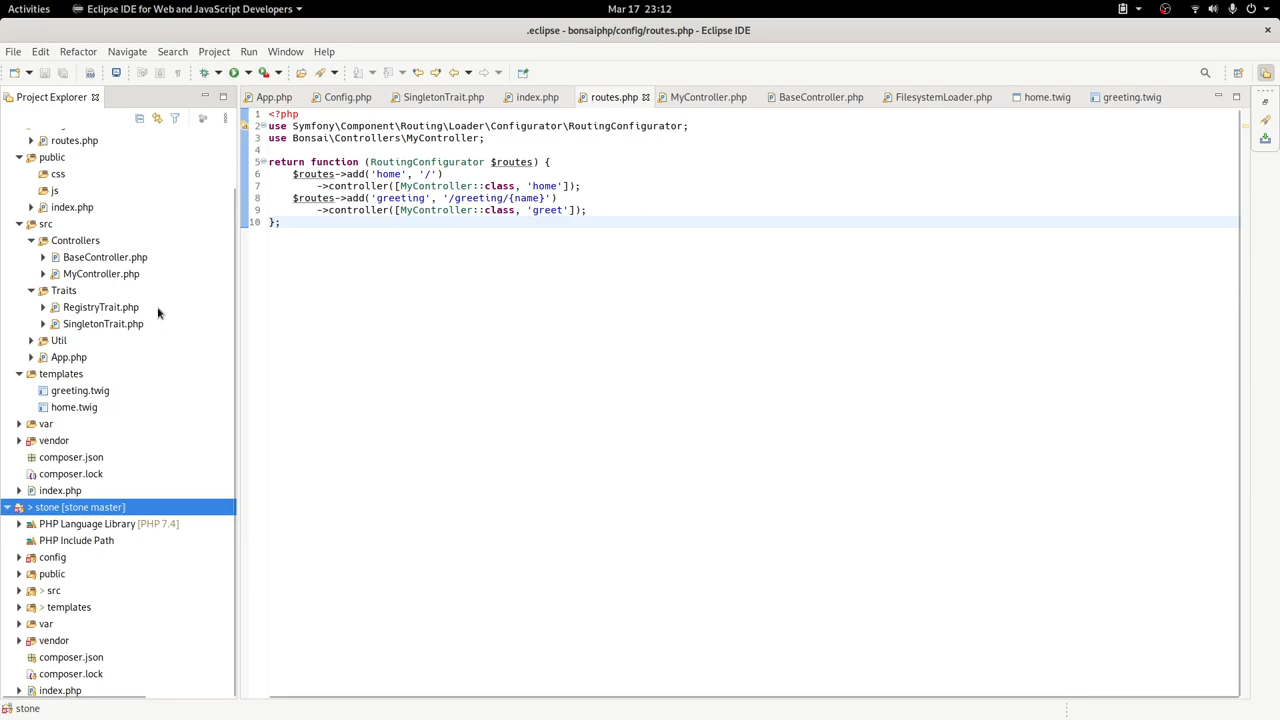 Activities
Eclipse IDE for Web and JavaScript Developers
Mar 17 23:12
.eclipse - bonsaiphp/config/routes.php - Eclipse IDE
File Edit Refactor Navigate Search Project Run Window Help
Project Explorer
App.php Config.php SingletonTrait.php index.php routes.php MyController.php BaseController.php FilesystemLoader.php home.twig greeting.twig
routes.php
public
css
js
index.php
src
Controllers
BaseController.php
MyController.php
Traits
RegistryTrait.php
SingletonTrait.php
Util
App.php
templates
greeting.twig
home.twig
var
vendor
composer.json
composer.lock
index.php
> stone [stone master]
PHP Language Library [PHP 7.4]
PHP Include Path
config
public
> src
> templates
var
vendor
composer.json
composer.lock
index.php
1 <?php
2 use Symfony\Component\Routing\Loader\Configurator\RoutingConfigurator;
3 use Bonsai\Controllers\MyController;
4
5 return function (RoutingConfigurator $routes) {
6 $routes->add('home', '/')
7 ->controller([MyController::class, 'home']);
8 $routes->add('greeting', '/greeting/{name}')
9 ->controller([MyController::class, 'greet']);
10 };
stone